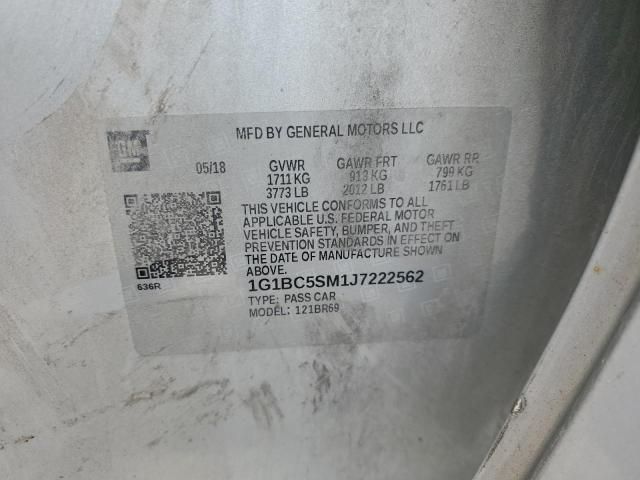 MFD BY GENERAL MOTORS LLC
GM
05/18 GVWR GAWR FRT GAWR RR
1711 KG 913 KG 799 KG
3773 LB 2012 LB 1761 LB
THIS VEHICLE CONFORMS TO ALL
APPLICABLE U.S. FEDERAL MOTOR
VEHICLE SAFETY, BUMPER, AND THEFT
PREVENTION STANDARDS IN EFFECT ON
THE DATE OF MANUFACTURE SHOWN
ABOVE.
636R
1G1BC5SM1J7222562
TYPE: PASS CAR
MODEL: 121BR69